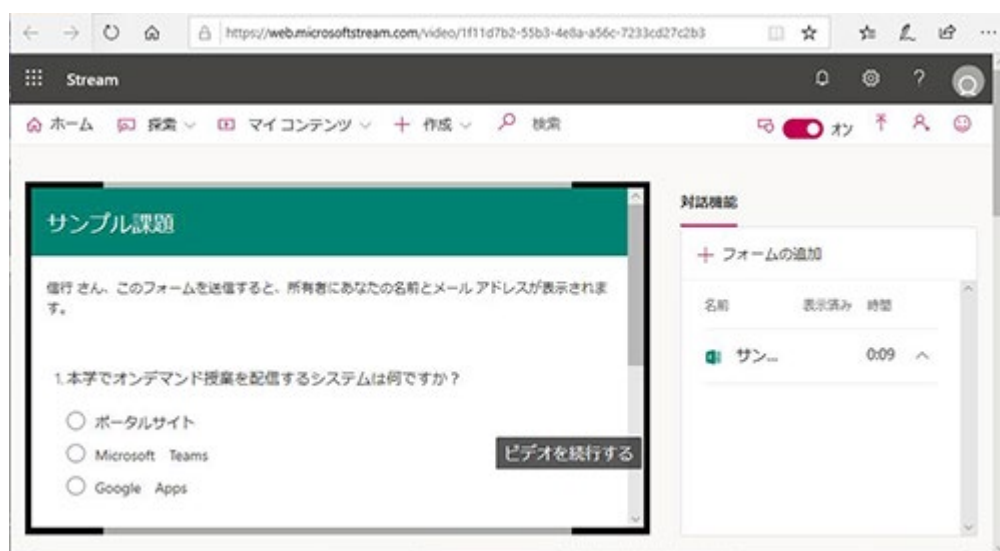 https://web.microsoftstream.com/video/1f11d7b2-55b3-4e8a-a56c-7233cd27c2b3
Stream
ホーム 探索 マイ コンテンツ 作成 検索 オン
サンプル課題
対話機能
フォームの追加
信行 さん、このフォームを送信すると、所有者にあなたの名前とメール アドレスが表示されま
す。
名前 表示済み 時間
サン... 0:09
1.本学でオンデマンド授業を配信するシステムは何ですか？
ポータルサイト
Microsoft Teams
ビデオを続行する
Google Apps